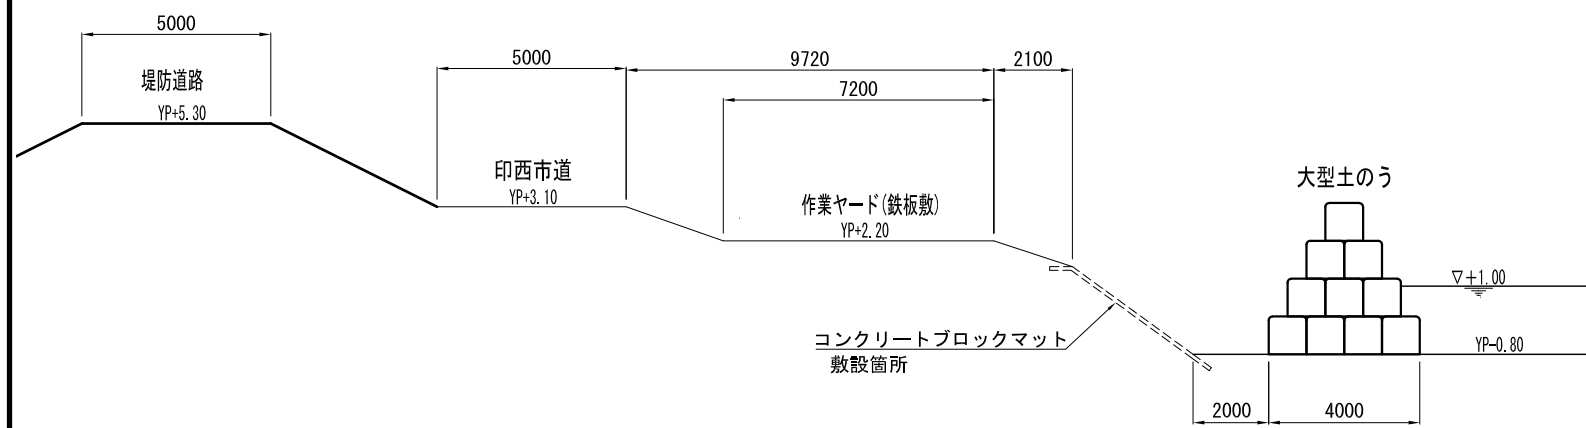 5000
堤防道路
YP+5.30
5000
印西市道
YP+3.10
9720
7200
作業ヤード(鉄板敷)
YP+2.20
2100
コンクリートブロックマット
敷設箇所
大型土のう
▽+1.00
YP-0.80
2000
4000